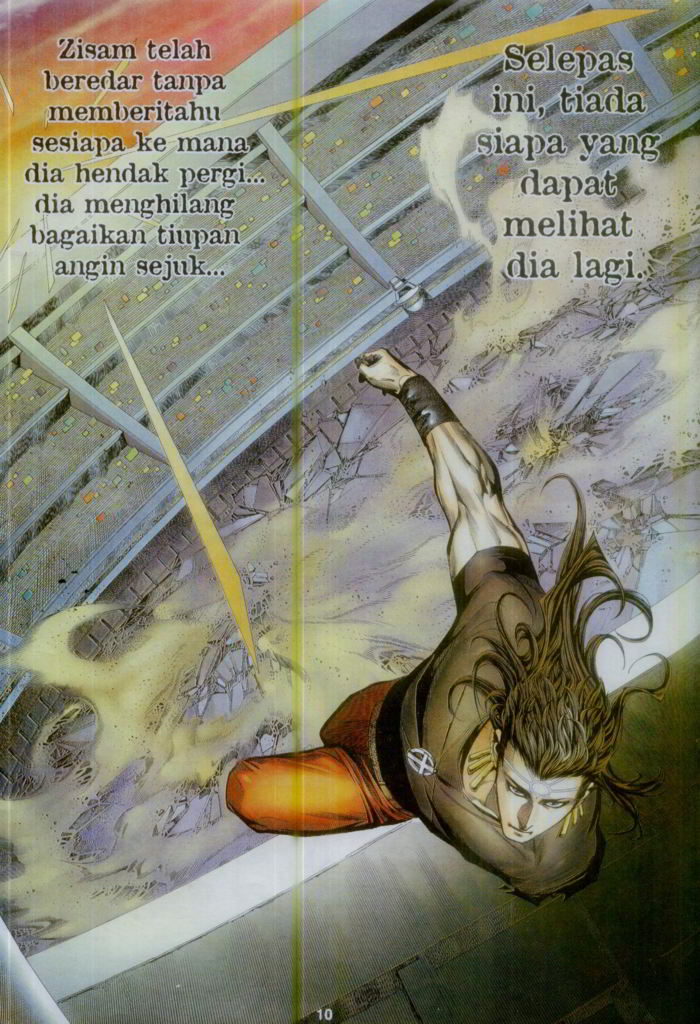 Zisam telah
beredar tanpa
memberitahu
sesiapa ke mana
dia hendak pergi...
dia menghilang
bagaikan tiupan
angin sejuk...
Selepas
ini, tiada
siapa yang
dapat
melihat
dia lagi.
10